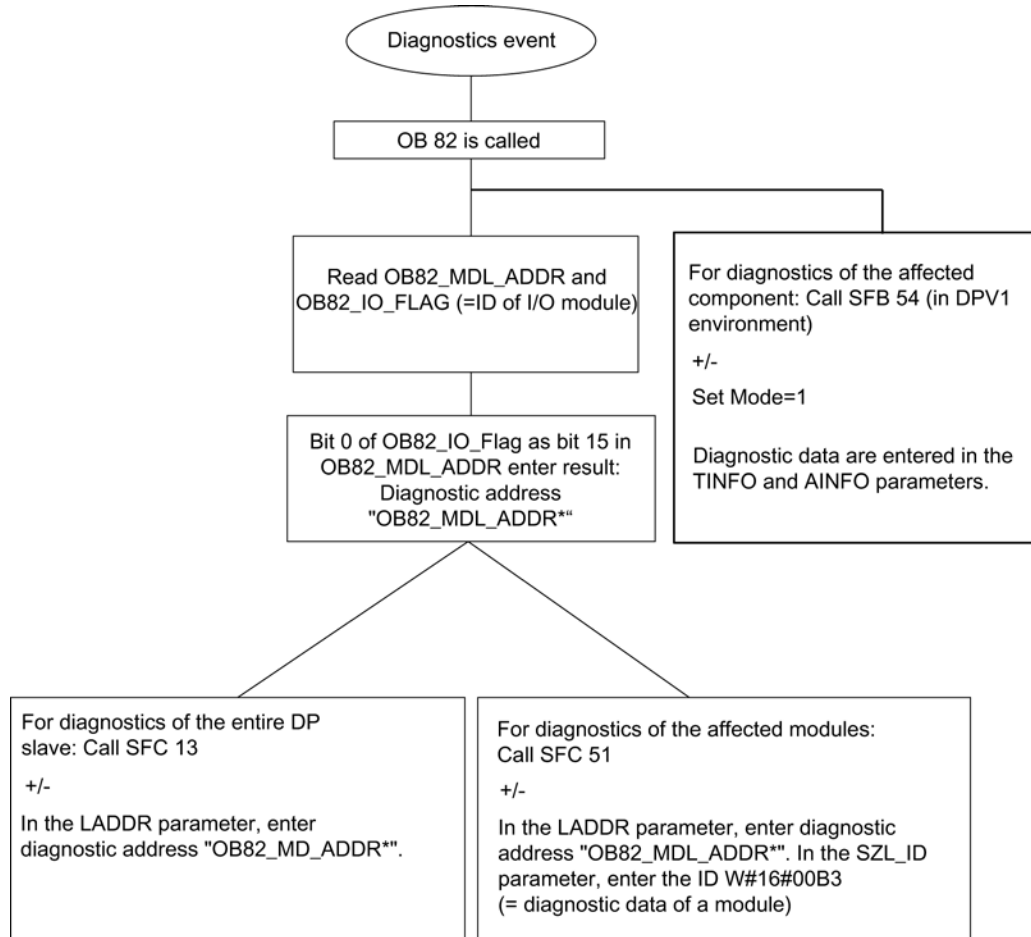 Diagnostics event
OB 82 is called
Read OB82_MDL_ADDR and
OB82_IO_FLAG (=ID of I/O module)
For diagnostics of the affected
component: Call SFB 54 (in DPV1
environment)
+/-
Set Mode=1
Diagnostic data are entered in the
TINFO and AINFO parameters.
Bit 0 of OB82_IO_Flag as bit 15 in
OB82_MDL_ADDR enter result:
Diagnostic address
"OB82_MDL_ADDR*“
For diagnostics of the entire DP
slave: Call SFC 13
+/-
In the LADDR parameter, enter
diagnostic address "OB82_MD_ADDR*".
For diagnostics of the affected modules:
Call SFC 51
+/-
In the LADDR parameter, enter diagnostic
address "OB82_MDL_ADDR*". In the SZL_ID
parameter, enter the ID W#16#00B3
(= diagnostic data of a module)